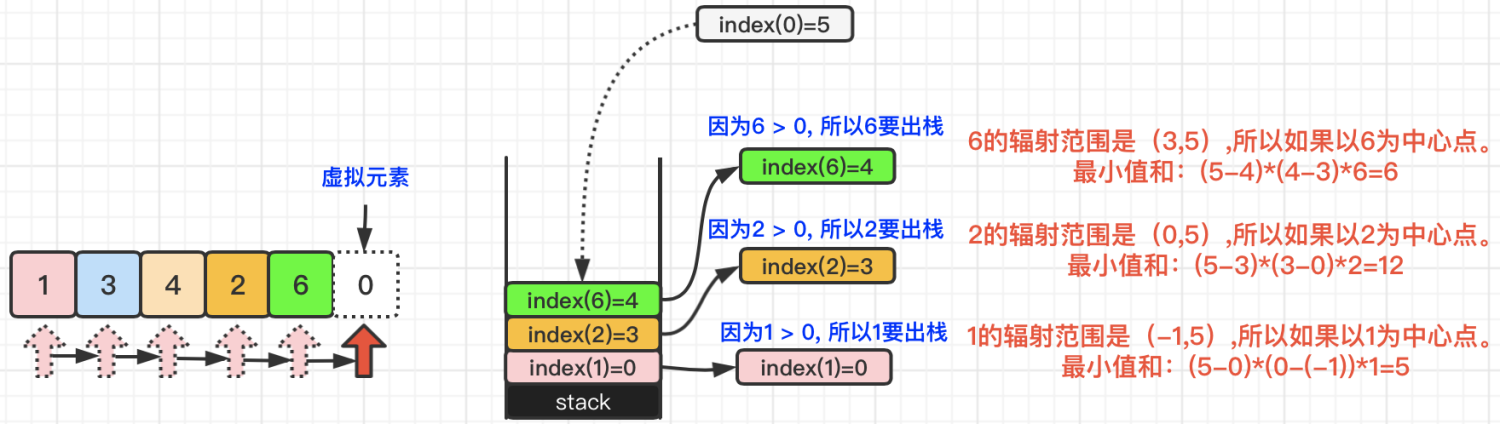 index(0)=5
因为6 > 0, 所以6要出栈
index(6)=4
6的辐射范围是（3,5）,所以如果以6为中心点。
最小值和：(5-4)*(4-3)*6=6
虚拟元素
因为2 > 0, 所以2要出栈
index(2)=3
2的辐射范围是（0,5）,所以如果以2为中心点。
最小值和：(5-3)*(3-0)*2=12
1 3 4 2 6 0
index(6)=4
index(2)=3
index(1)=0
stack
因为1 > 0, 所以1要出栈
index(1)=0
1的辐射范围是（-1,5）,所以如果以1为中心点。
最小值和：(5-0)*(0-(-1))*1=5